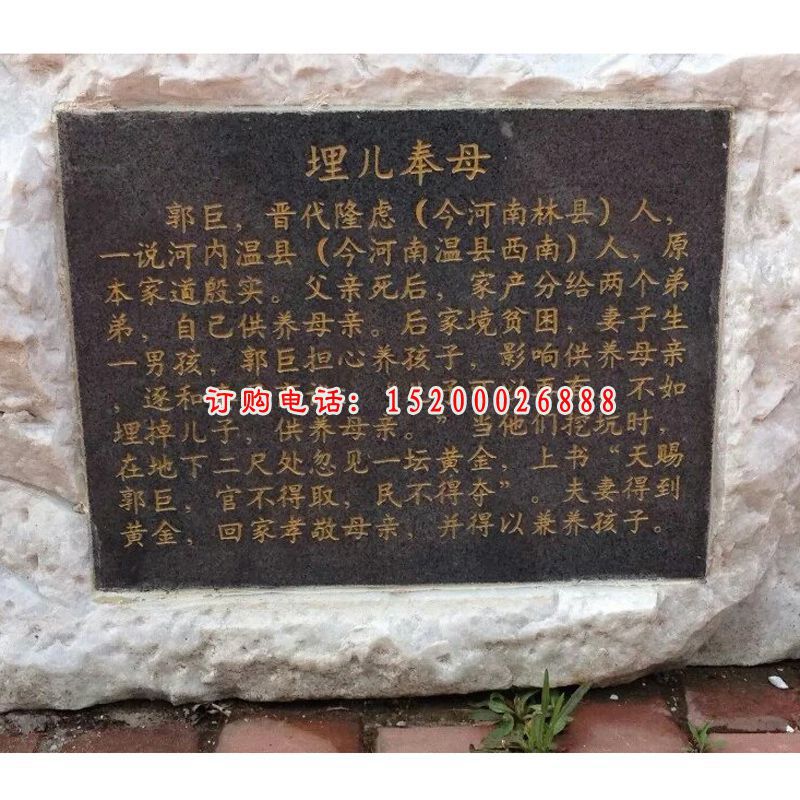 埋儿奉母
郭巨，晋代隆虑（今河南林县）人，
一说河内温县（今河南温县西南）人，原
本家道殷实。父亲死后，家产分给两个弟
弟，自己供养母亲。后家境贫困，妻子生
一男孩，郭巨担心养孩子，影响供养母亲
，逐和 不如
订购电话：15200026888
埋掉儿子，供养母亲。”当他们挖坑时，
在地下二尺处忽见一坛黄金，上书“天赐
郭巨，官不得取，民不得夺”。夫妻得到
黄金，回家孝敬母亲，并得以兼养孩子。